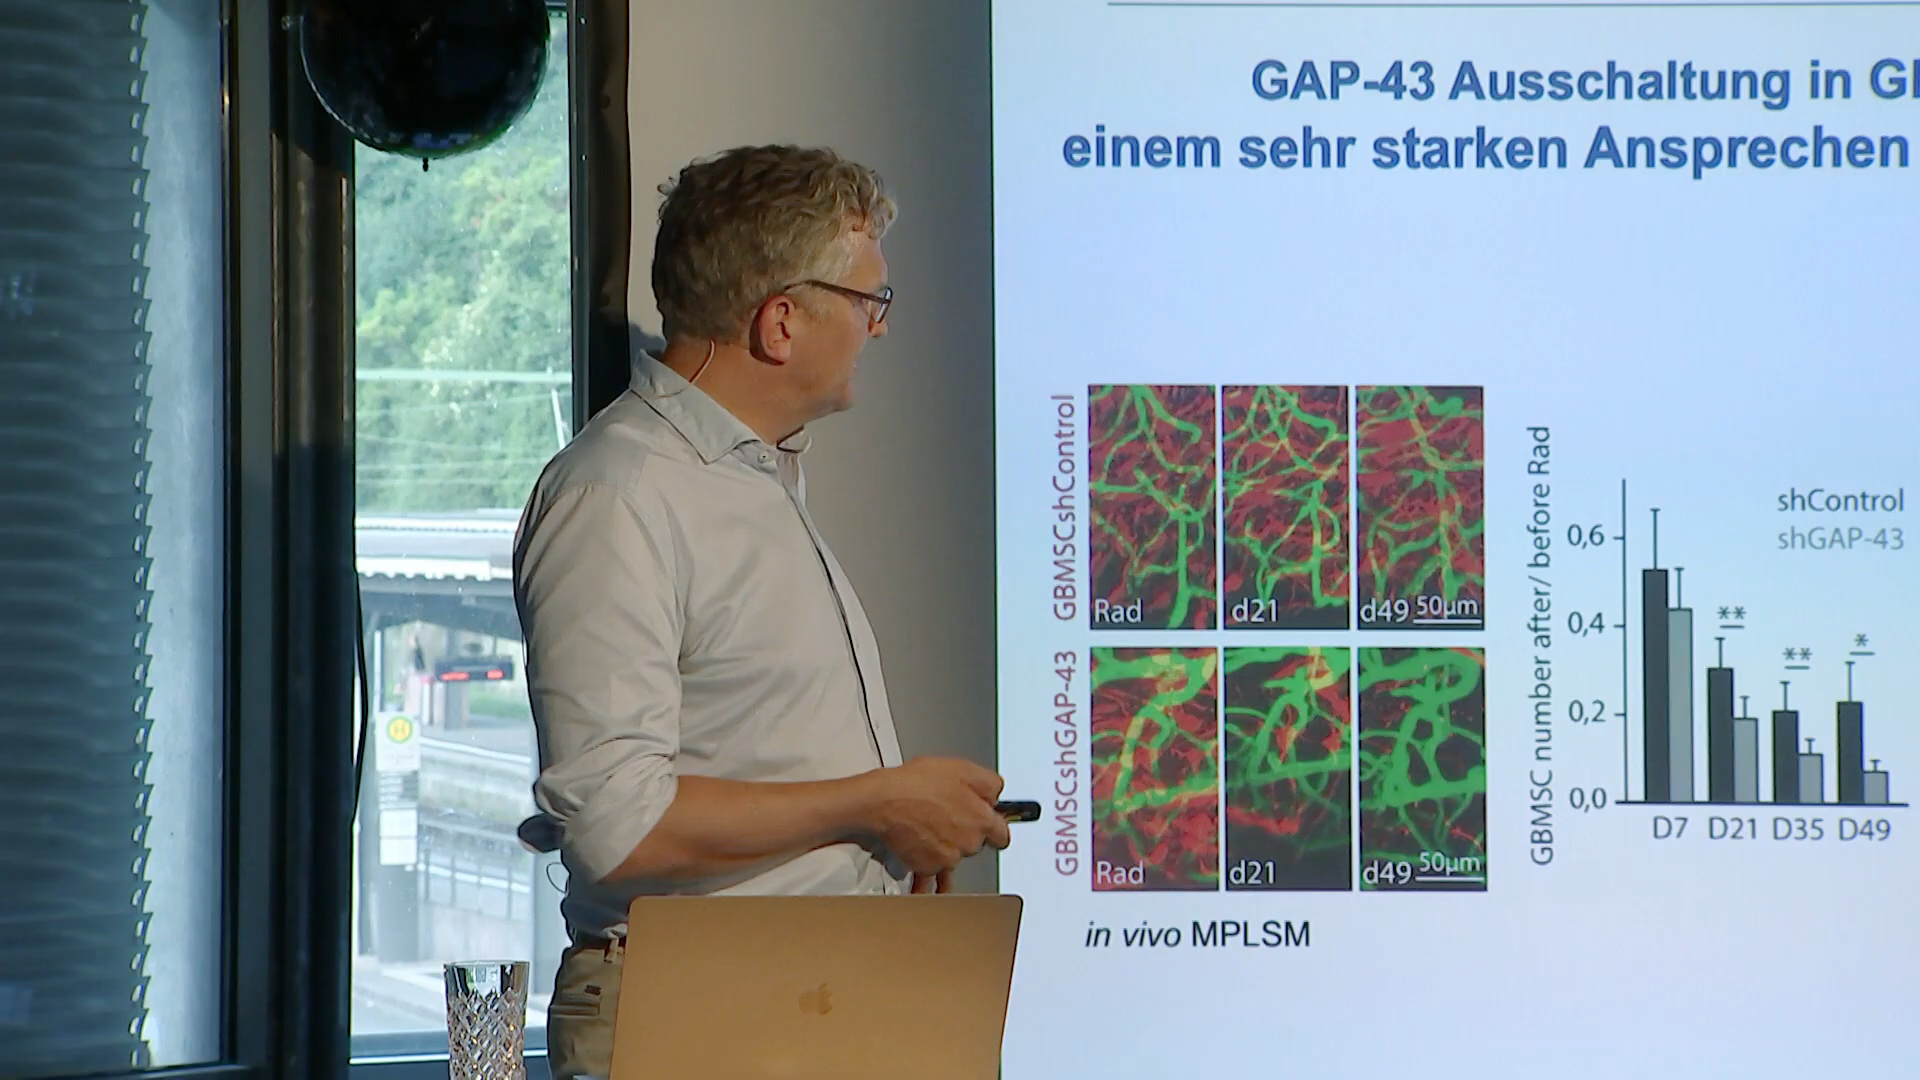 GAP-43 Ausschaltung in Gl
einem sehr starken Ansprechen
GBMSCshControl
Rad
d21
d49 50µm
GBMSCshGAP-43
Rad
d21
d49 50µm
in vivo MPLSM
GBMSC number after/ before Rad
shControl
shGAP-43
0,6
0,4
0,2
0,0
**
**
*
D7 D21 D35 D49
H